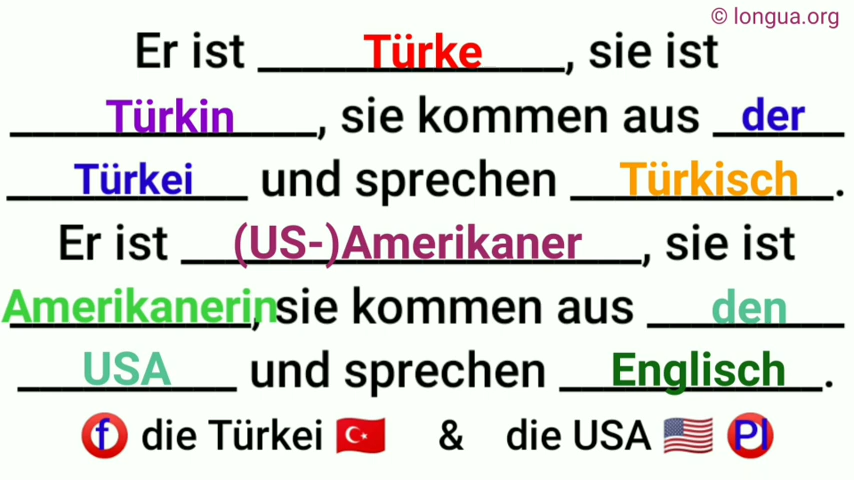 © longua.org
Er ist Türke, sie ist
Türkin, sie kommen aus der
Türkei und sprechen Türkisch.
Er ist (US-)Amerikaner, sie ist
Amerikanerin, sie kommen aus den
USA und sprechen Englisch.
f die Türkei & die USA Pl